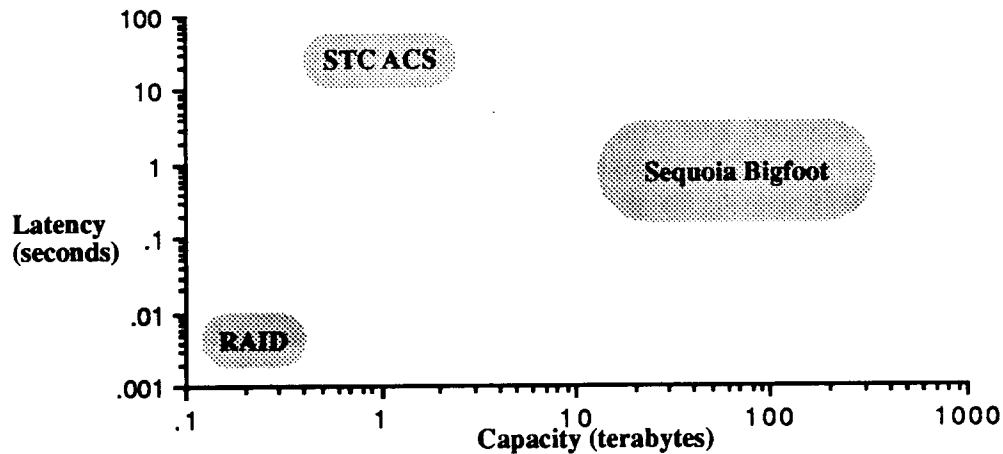 100
STC ACS
10
1
Sequoia Bigfoot
Latency
(seconds)
.1
.01
RAID
.001
.1 1 10 100 1000
Capacity (terabytes)